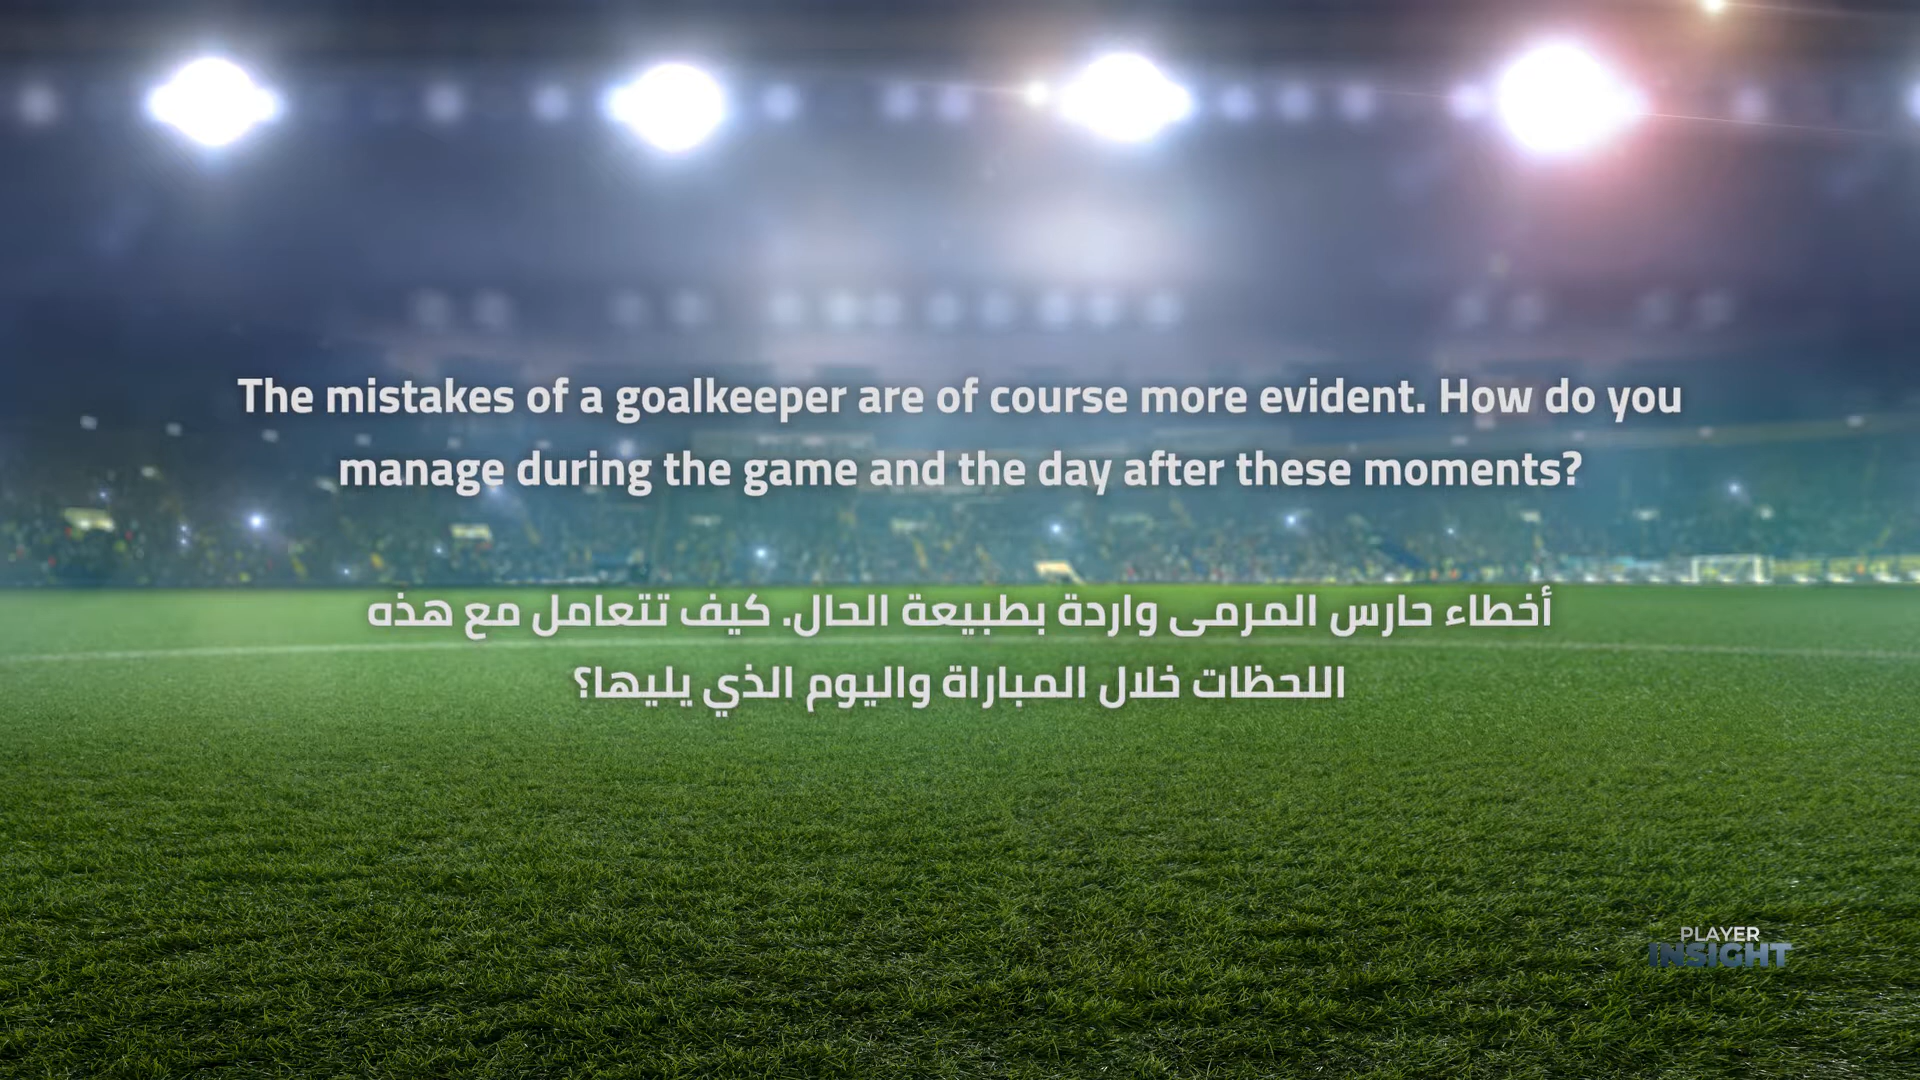 The mistakes of a goalkeeper are of course more evident. How do you
manage during the game and the day after these moments?
أخطاء حارس المرمى واردة بطبيعة الحال. كيف تتعامل مع هذه
اللحظات خلال المباراة واليوم الذي يليها؟
PLAYER
INSIGHT